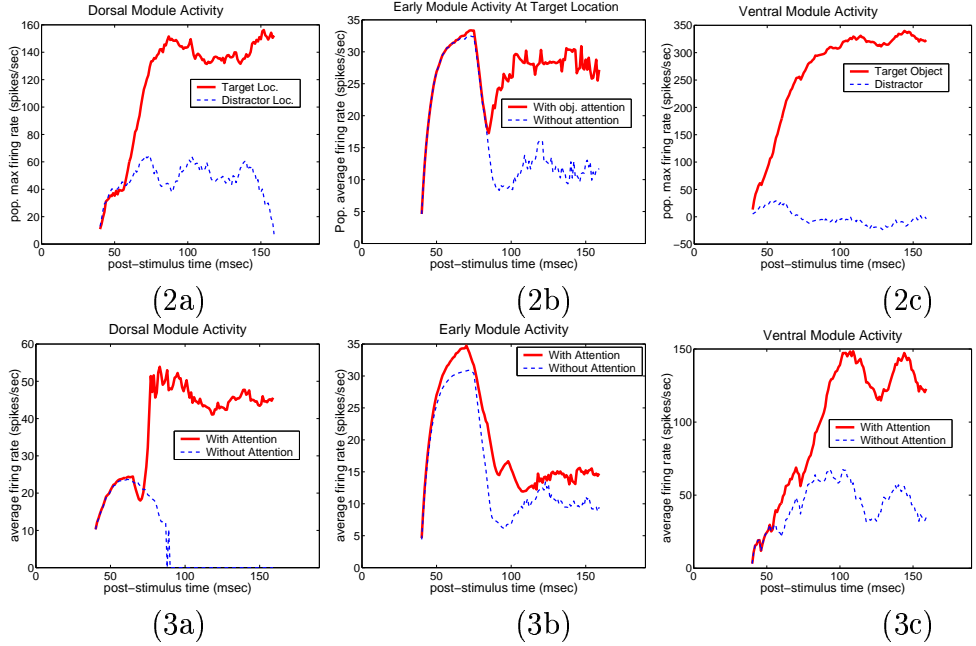 Dorsal Module Activity
pop. max firing rate (spikes/sec)
160
140
120
100
80
60
40
20
0
Target Loc.
Distractor Loc.
0 50 100 150
post-stimulus time (msec)
(2a)
Early Module Activity At Target Location
Pop. average firing rate (spikes/sec)
35
30
25
20
15
10
5
0
With obj. attention
Without attention
0 50 100 150
post-stimulus time (msec)
(2b)
Ventral Module Activity
pop. max firing rate (spikes/sec)
350
300
250
200
150
100
50
0
-50
Target Object
Distractor
0 50 100 150
post-stimulus time (msec)
(2c)
Dorsal Module Activity
average firing rate (spikes/sec)
60
50
40
30
20
10
0
With Attention
Without Attention
0 50 100 150
post-stimulus time (msec)
(3a)
Early Module Activity
average firing rate (spikes/sec)
35
30
25
20
15
10
5
0
With Attention
Without Attention
0 50 100 150
post-stimulus time (msec)
(3b)
Ventral Module Activity
average firing rate (spikes/sec)
150
100
50
0
With Attention
Without Attention
0 50 100 150
post-stimulus time (msec)
(3c)